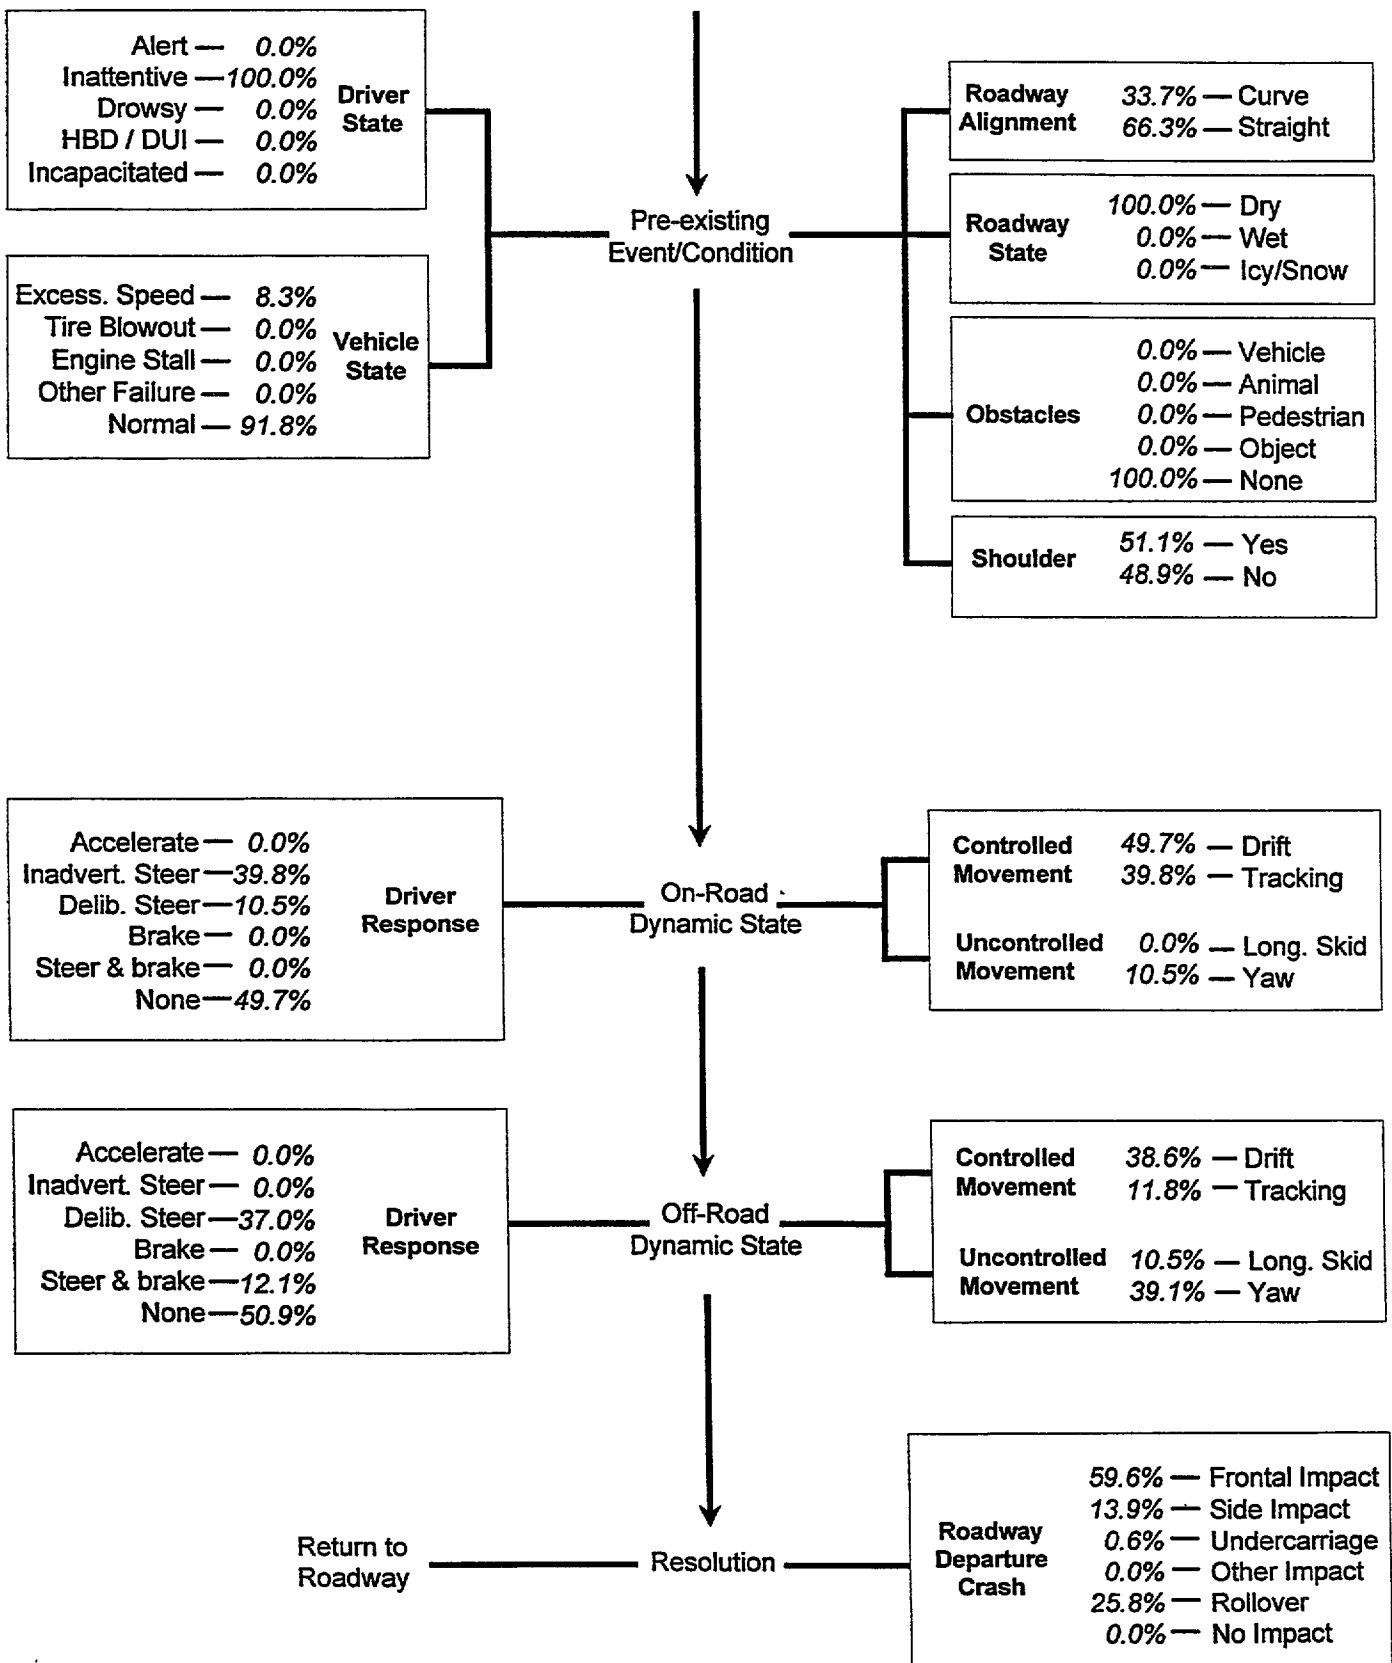 Alert — 0.0%
Inattentive — 100.0%
Drowsy — 0.0%
HBD / DUI — 0.0%
Incapacitated — 0.0%
Driver
State
Excess. Speed — 8.3%
Tire Blowout — 0.0%
Engine Stall — 0.0%
Other Failure — 0.0%
Normal — 91.8%
Vehicle
State
Pre-existing
Event/Condition
Roadway
Alignment
33.7% — Curve
66.3% — Straight
Roadway
State
100.0% — Dry
0.0% — Wet
0.0% — Icy/Snow
Obstacles
0.0% — Vehicle
0.0% — Animal
0.0% — Pedestrian
0.0% — Object
100.0% — None
Shoulder
51.1% — Yes
48.9% — No
Accelerate — 0.0%
Inadvert. Steer — 39.8%
Delib. Steer — 10.5%
Brake — 0.0%
Steer & brake — 0.0%
None — 49.7%
Driver
Response
On-Road
Dynamic State
Controlled
Movement
49.7% — Drift
39.8% — Tracking
Uncontrolled
Movement
0.0% — Long. Skid
10.5% — Yaw
Accelerate — 0.0%
Inadvert. Steer — 0.0%
Delib. Steer — 37.0%
Brake — 0.0%
Steer & brake — 12.1%
None — 50.9%
Driver
Response
Off-Road
Dynamic State
Controlled
Movement
38.6% — Drift
11.8% — Tracking
Uncontrolled
Movement
10.5% — Long. Skid
39.1% — Yaw
Return to
Roadway
Resolution
Roadway
Departure
Crash
59.6% — Frontal Impact
13.9% — Side Impact
0.6% — Undercarriage
0.0% — Other Impact
25.8% — Rollover
0.0% — No Impact